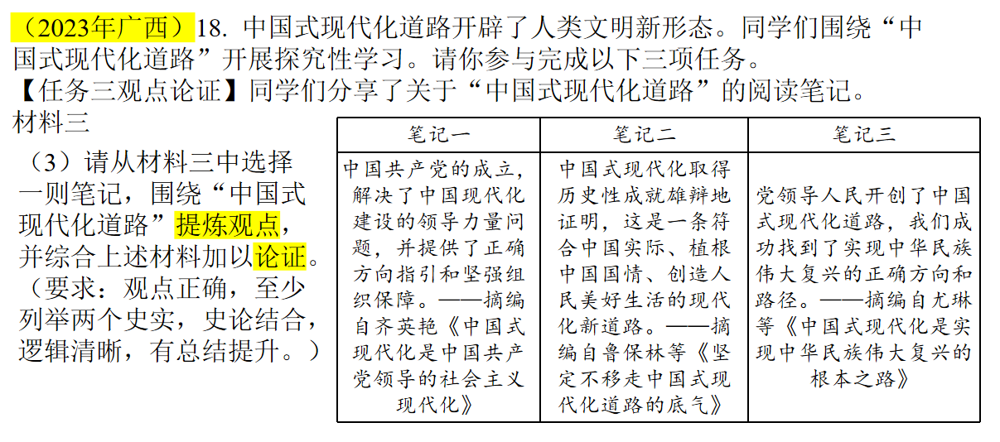 （2023年广西）18. 中国式现代化道路开辟了人类文明新形态。同学们围绕“中
国式现代化道路”开展探究性学习。请你参与完成以下三项任务。
【任务三观点论证】同学们分享了关于“中国式现代化道路”的阅读笔记。
材料三
（3）请从材料三中选择
一则笔记，围绕“中国式
现代化道路”提炼观点，
并综合上述材料加以论证。
（要求：观点正确，至少
列举两个史实，史论结合，
逻辑清晰，有总结提升。）
笔记一
中国共产党的成立，
解决了中国现代化
建设的领导力量问
题，并提供了正确
方向指引和坚强组
织保障。——摘编
自齐英艳《中国式
现代化是中国共产
党领导的社会主义
现代化》
笔记二
中国式现代化取得
历史性成就雄辩地
证明，这是一条符
合中国实际、植根
中国国情、创造人
民美好生活的现代
化新道路。——摘
编自鲁保林等《坚
定不移走中国式现
代化道路的底气》
笔记三
党领导人民开创了中国
式现代化道路，我们成
功找到了实现中华民族
伟大复兴的正确方向和
路径。——摘编自尤琳
等《中国式现代化是实
现中华民族伟大复兴的
根本之路》